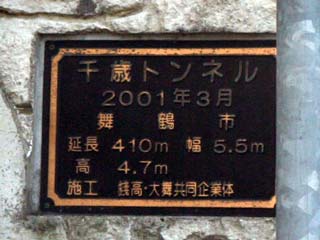 千歳トンネル
2001年3月
舞鶴市
延長 410m 幅 5.5m
高 4.7m
施工 銭高・大舞共同企業体